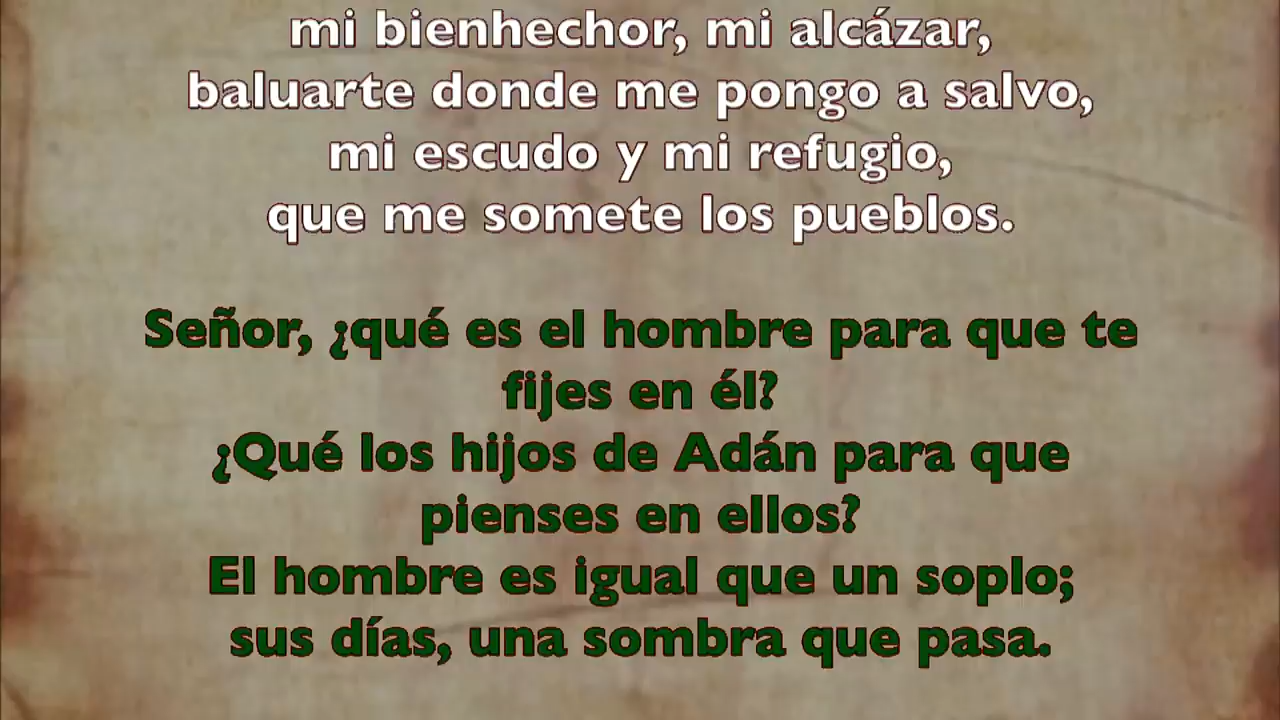 mi bienhechor, mi alcázar,
baluarte donde me pongo a salvo,
mi escudo y mi refugio,
que me somete los pueblos.
Señor, ¿qué es el hombre para que te
fijes en él?
¿Qué los hijos de Adán para que
pienses en ellos?
El hombre es igual que un soplo;
sus días, una sombra que pasa.